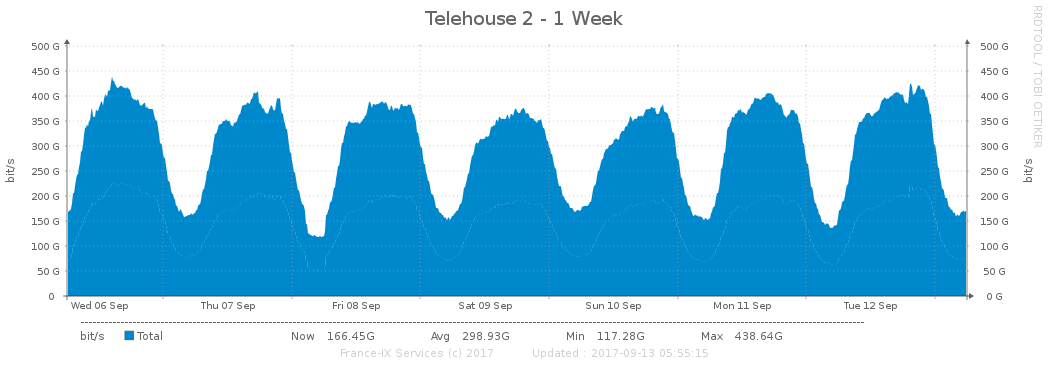 Telehouse 2 - 1 Week
RRDTOOL / TOBI OETIKER
500 G 500 G
450 G 450 G
400 G 400 G
350 G 350 G
300 G 300 G
250 G 250 G
200 G 200 G
150 G 150 G
100 G 100 G
50 G 50 G
0 0 G
bit/s
bit/s
Wed 06 Sep Thu 07 Sep Fri 08 Sep Sat 09 Sep Sun 10 Sep Mon 11 Sep Tue 12 Sep
bit/s Total Now 166.45G Avg 298.93G Min 117.28G Max 438.64G
France-IX Services (c) 2017 Updated : 2017-09-13 05:55:15